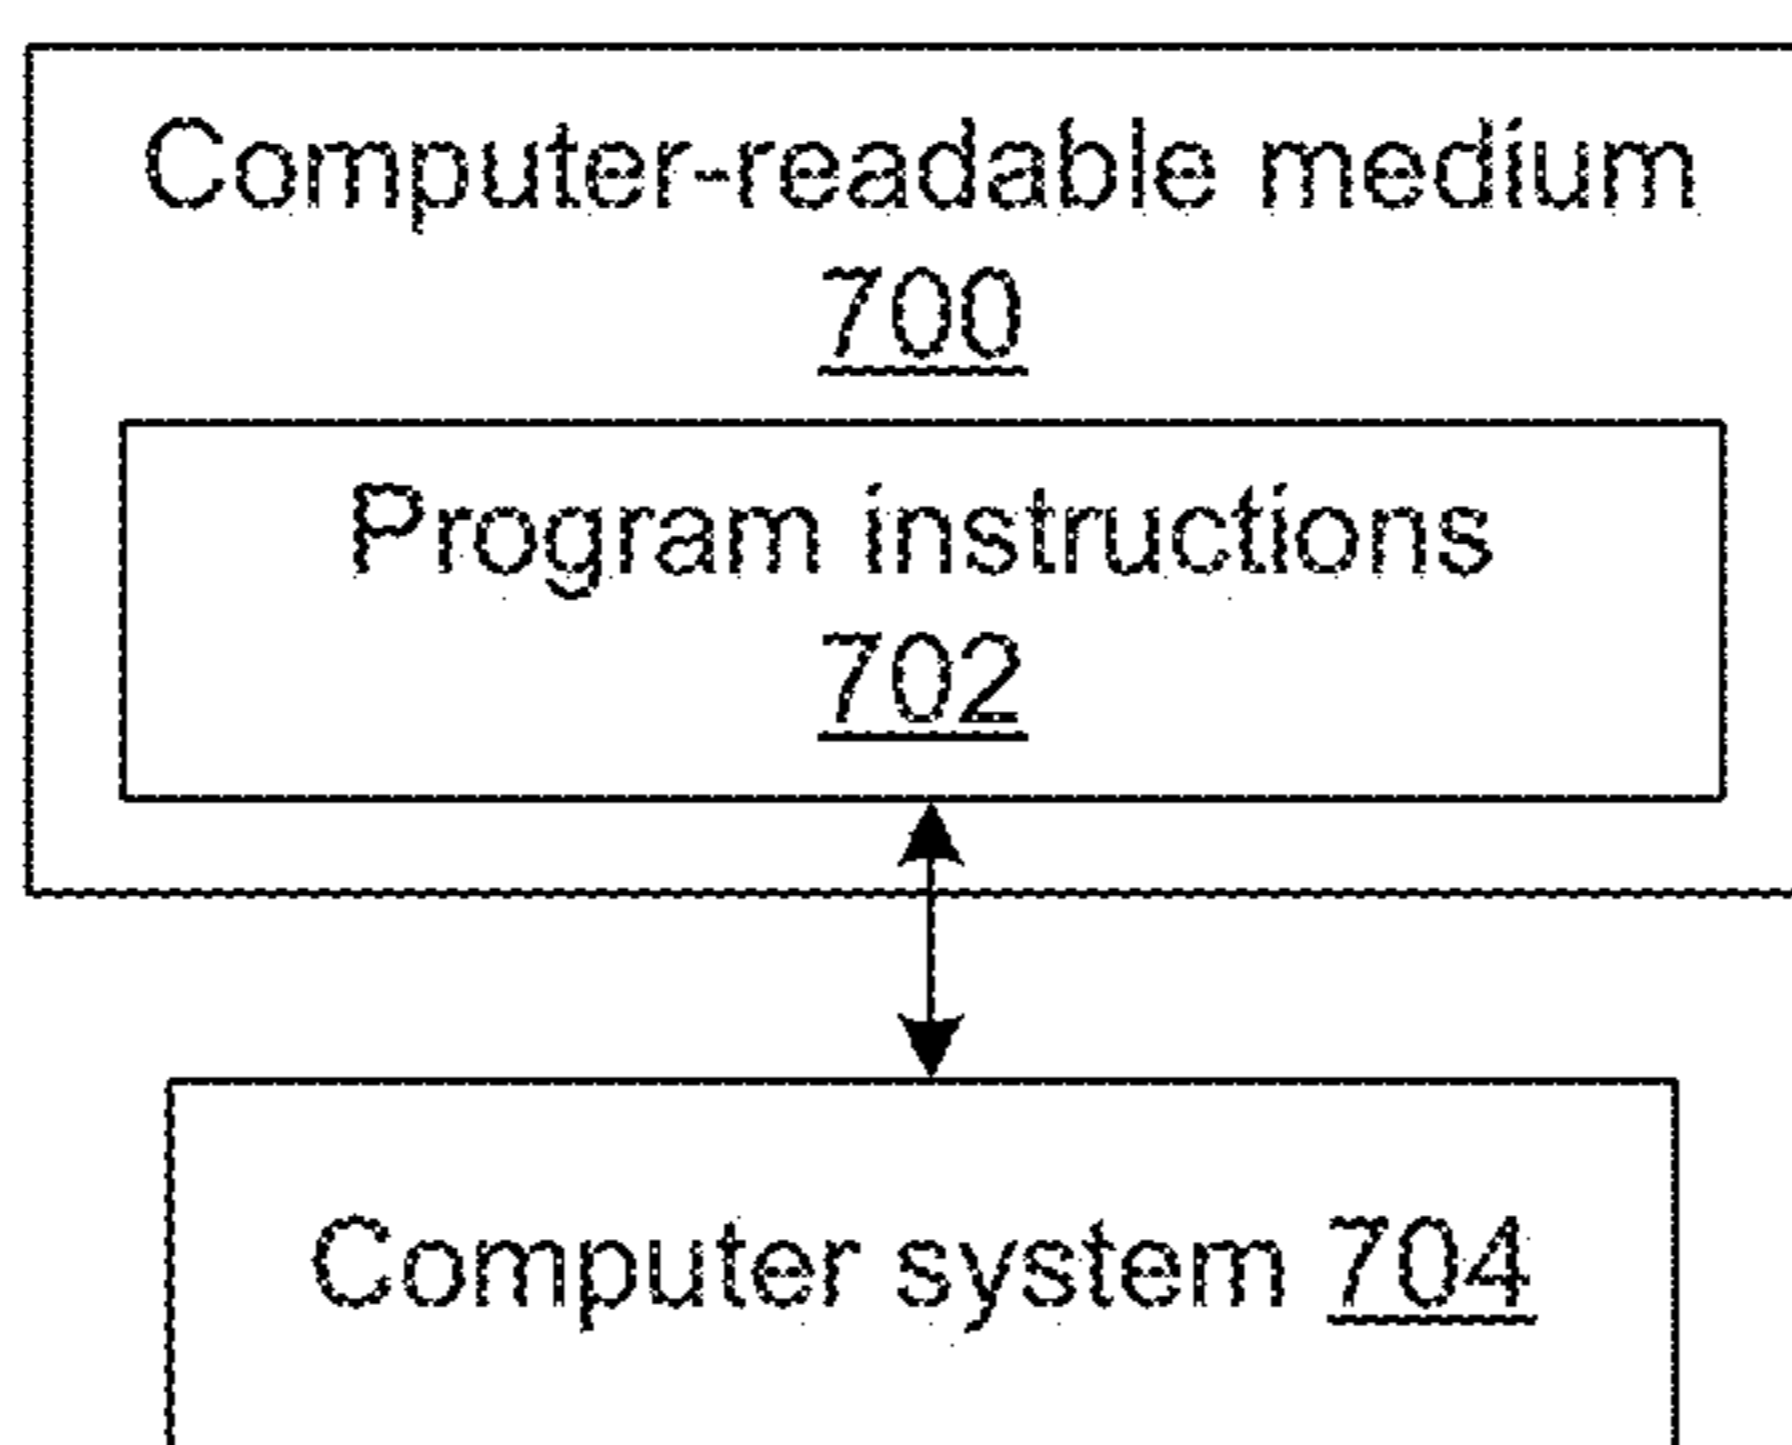 Computer-readable medium
700
Program instructions
702
Computer system 704